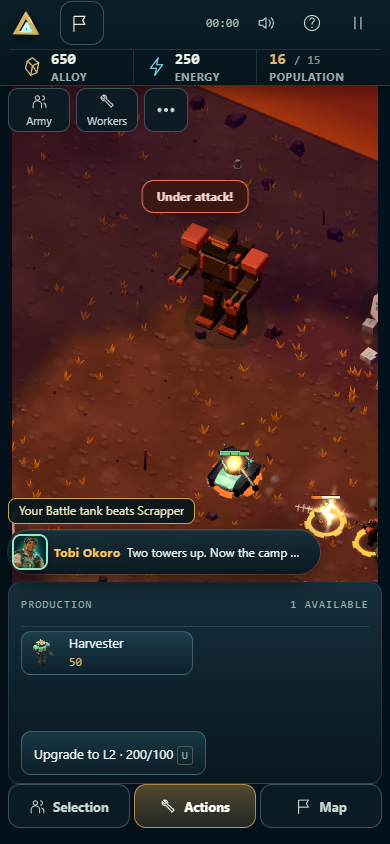 00:00
650
ALLOY
250
ENERGY
16 / 15
POPULATION
Army
Workers
Under attack!
Your Battle tank beats Scrapper
Tobi Okoro Two towers up. Now the camp ...
PRODUCTION 1 AVAILABLE
Harvester
50
Upgrade to L2 · 200/100 U
Selection Actions Map